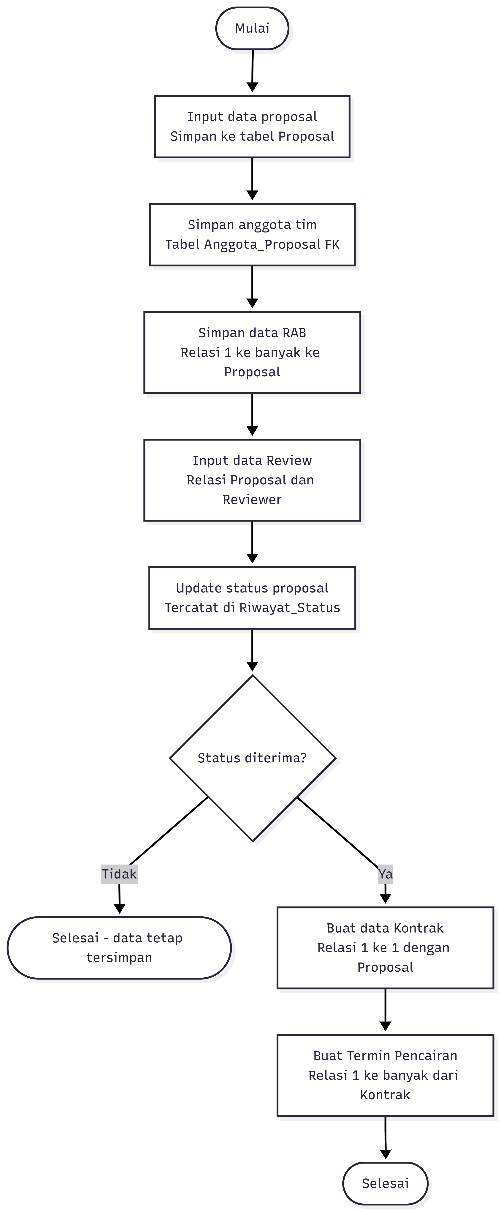 Mulai
Input data proposal
Simpan ke tabel Proposal
Simpan anggota tim
Tabel Anggota_Proposal FK
Simpan data RAB
Relasi 1 ke banyak ke
Proposal
Input data Review
Relasi Proposal dan
Reviewer
Update status proposal
Tercatat di Riwayat_Status
Status diterima?
Tidak
Ya
Selesai - data tetap
tersimpan
Buat data Kontrak
Relasi 1 ke 1 dengan
Proposal
Buat Termin Pencairan
Relasi 1 ke banyak dari
Kontrak
Selesai